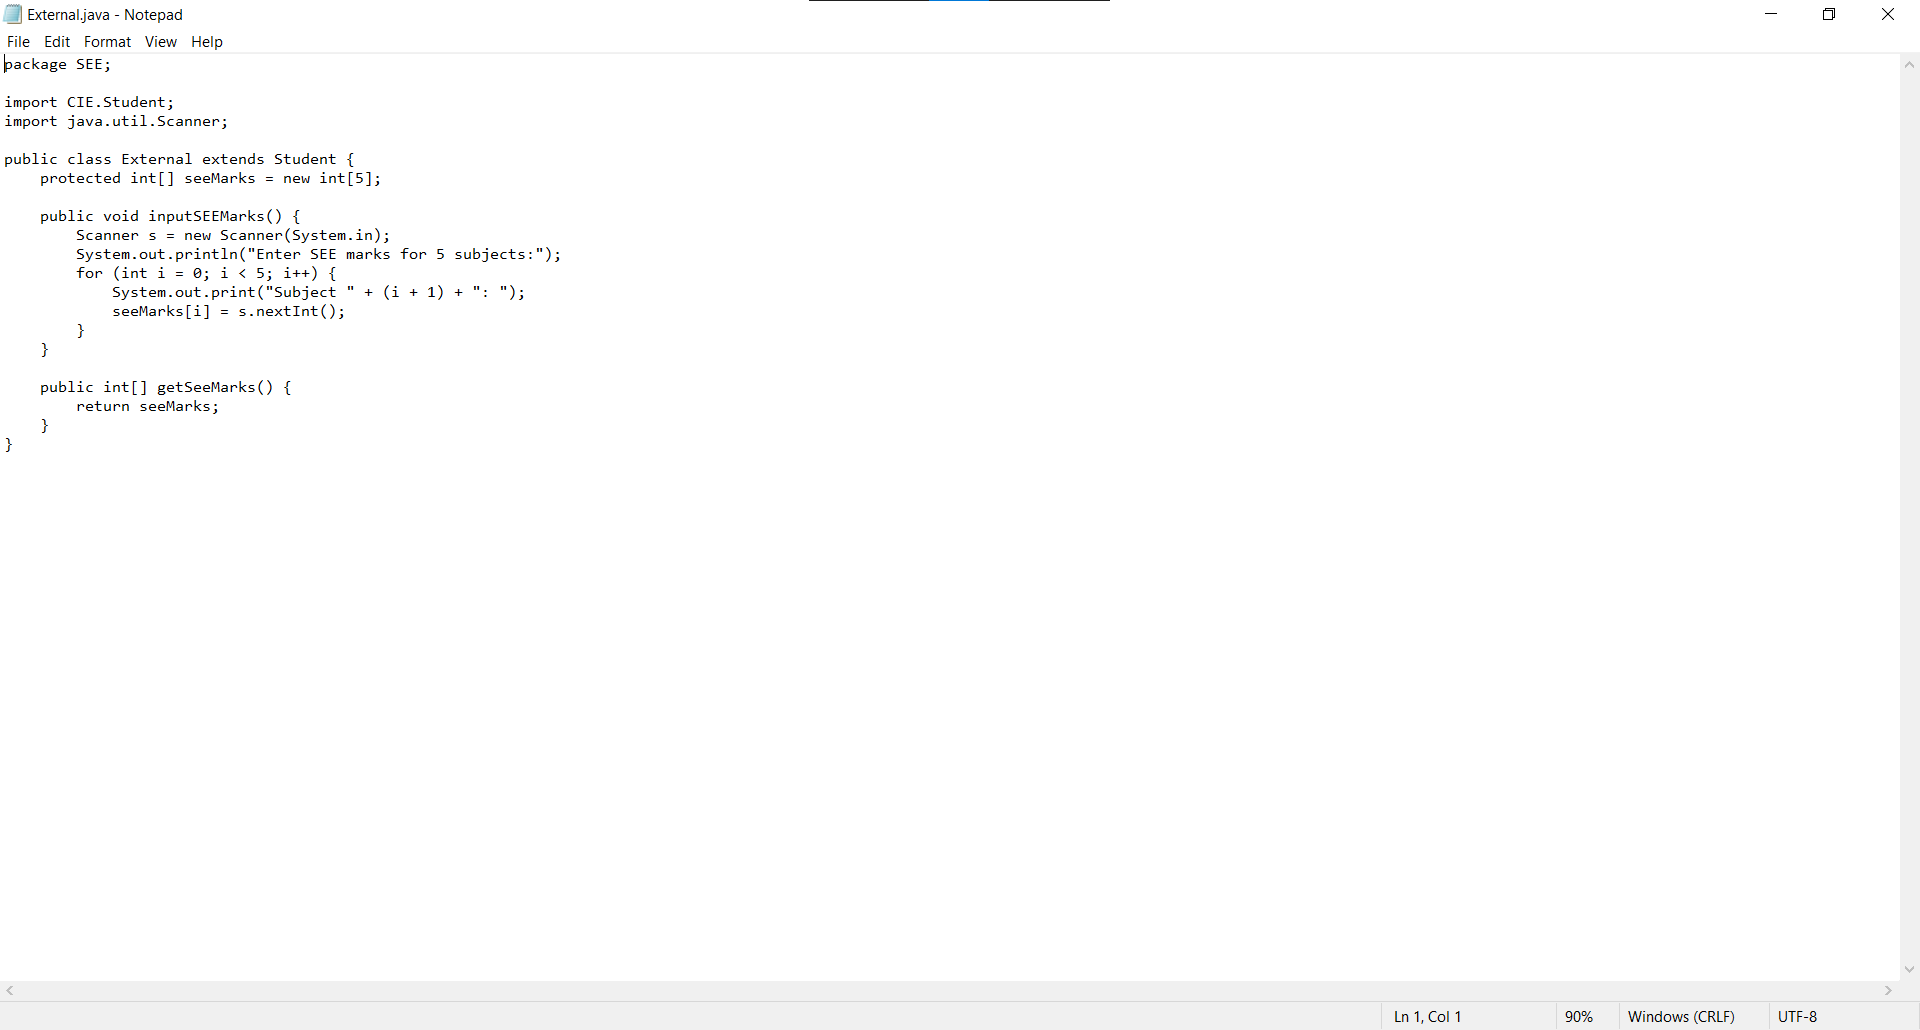 External.java - Notepad
File Edit Format View Help
package SEE;
import CIE.Student;
import java.util.Scanner;
public class External extends Student {
    protected int[] seeMarks = new int[5];
    public void inputSEEMarks() {
        Scanner s = new Scanner(System.in);
        System.out.println("Enter SEE marks for 5 subjects:");
        for (int i = 0; i < 5; i++) {
            System.out.print("Subject " + (i + 1) + ": ");
            seeMarks[i] = s.nextInt();
        }
    }
    public int[] getSeeMarks() {
        return seeMarks;
    }
}
Ln 1, Col 1 90% Windows (CRLF) UTF-8